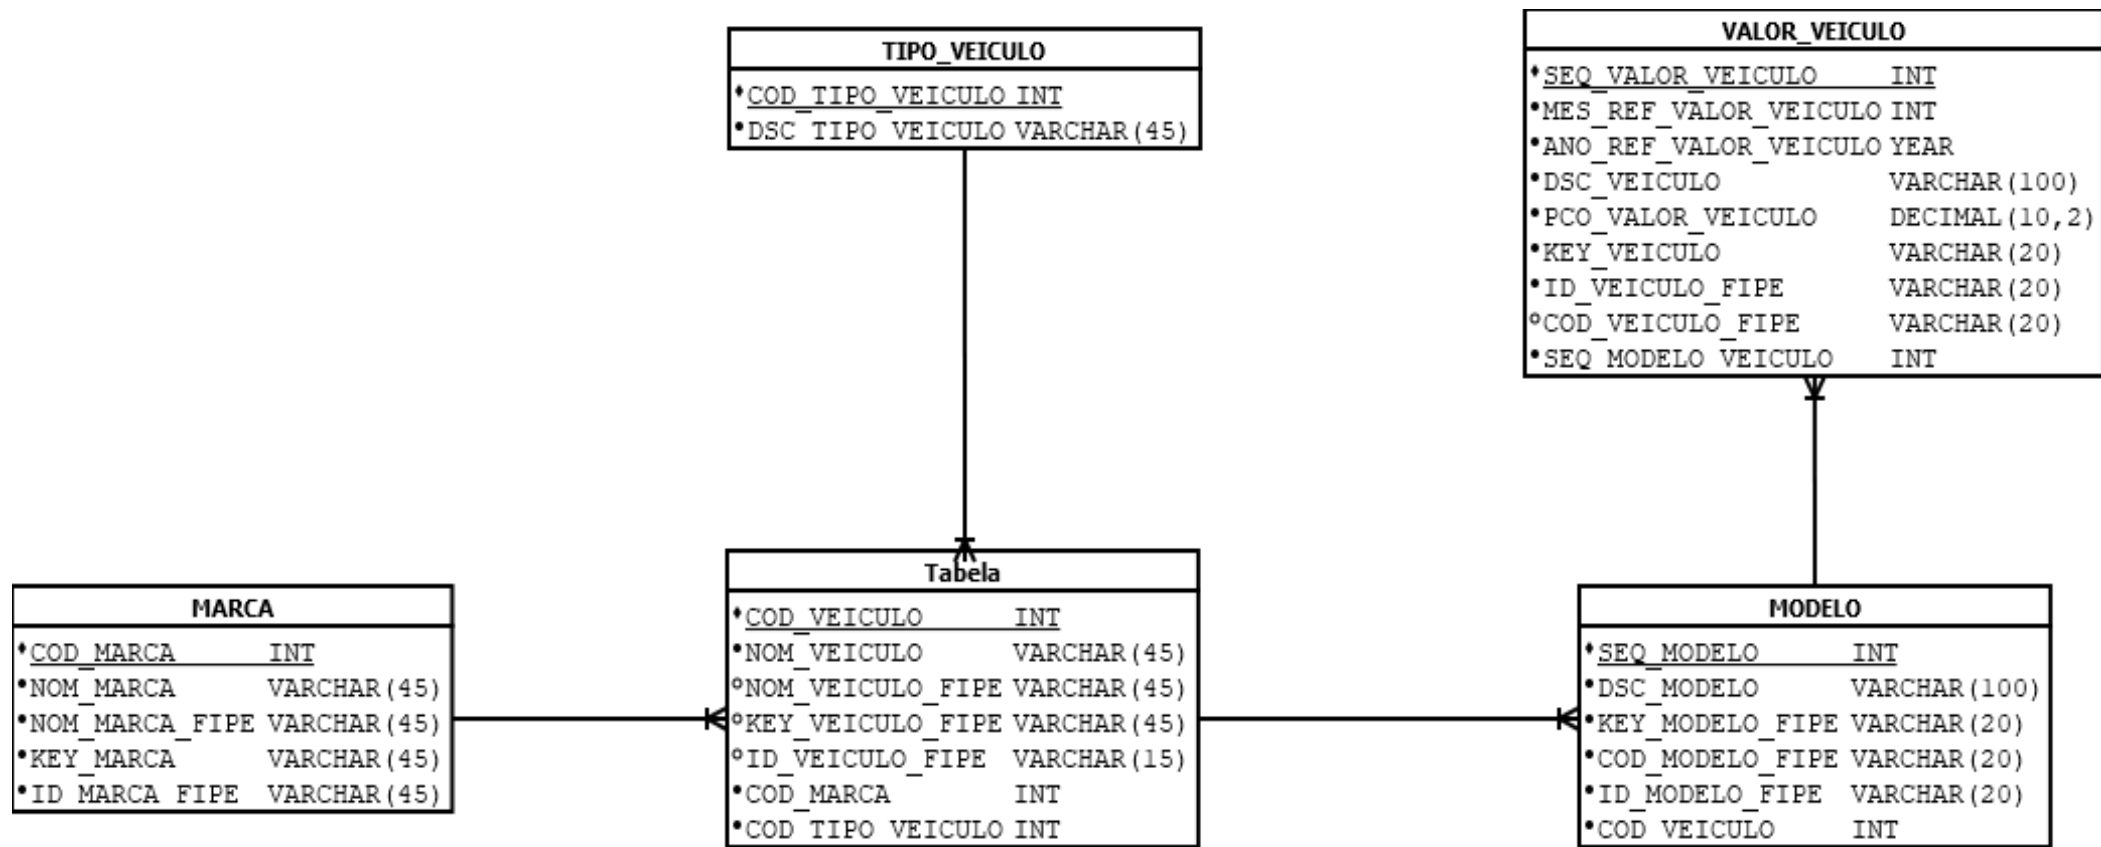 TIPO_VEICULO
COD_TIPO_VEICULO INT
DSC_TIPO_VEICULO VARCHAR(45)
VALOR_VEICULO
SEQ_VALOR_VEICULO INT
MES_REF_VALOR_VEICULO INT
ANO_REF_VALOR_VEICULO YEAR
DSC_VEICULO VARCHAR(100)
PCO_VALOR_VEICULO DECIMAL(10,2)
KEY_VEICULO VARCHAR(20)
ID_VEICULO_FIPE VARCHAR(20)
COD_VEICULO_FIPE VARCHAR(20)
SEQ_MODELO_VEICULO INT
MARCA
COD_MARCA INT
NOM_MARCA VARCHAR(45)
NOM_MARCA_FIPE VARCHAR(45)
KEY_MARCA VARCHAR(45)
ID_MARCA_FIPE VARCHAR(45)
Tabela
COD_VEICULO INT
NOM_VEICULO VARCHAR(45)
NOM_VEICULO_FIPE VARCHAR(45)
KEY_VEICULO_FIPE VARCHAR(45)
ID_VEICULO_FIPE VARCHAR(15)
COD_MARCA INT
COD_TIPO_VEICULO INT
MODELO
SEQ_MODELO INT
DSC_MODELO VARCHAR(100)
KEY_MODELO_FIPE VARCHAR(20)
COD_MODELO_FIPE VARCHAR(20)
ID_MODELO_FIPE VARCHAR(20)
COD_VEICULO INT